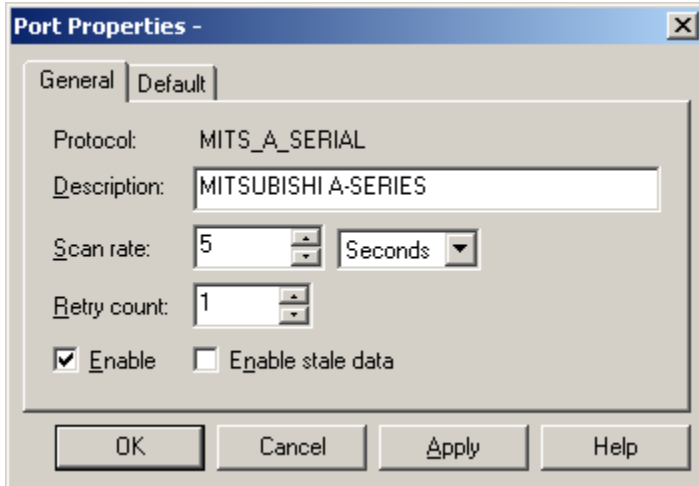 Port Properties -
General Default
Protocol: MITS_A_SERIAL
Description: MITSUBISHI A-SERIES
Scan rate: 5 Seconds
Retry count: 1
Enable Enable stale data
OK Cancel Apply Help